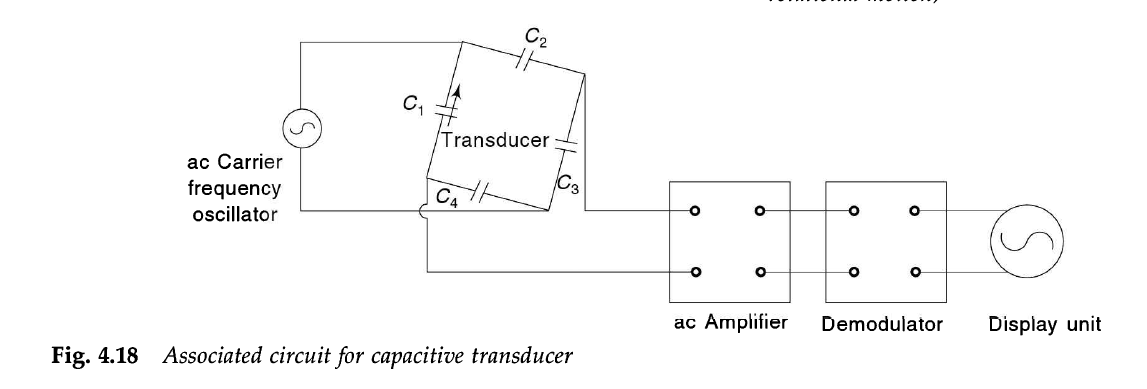 C2
C1
Transducer
C3
C4
ac Carrier
frequency
oscillator
ac Amplifier
Demodulator
Display unit
Fig. 4.18 Associated circuit for capacitive transducer